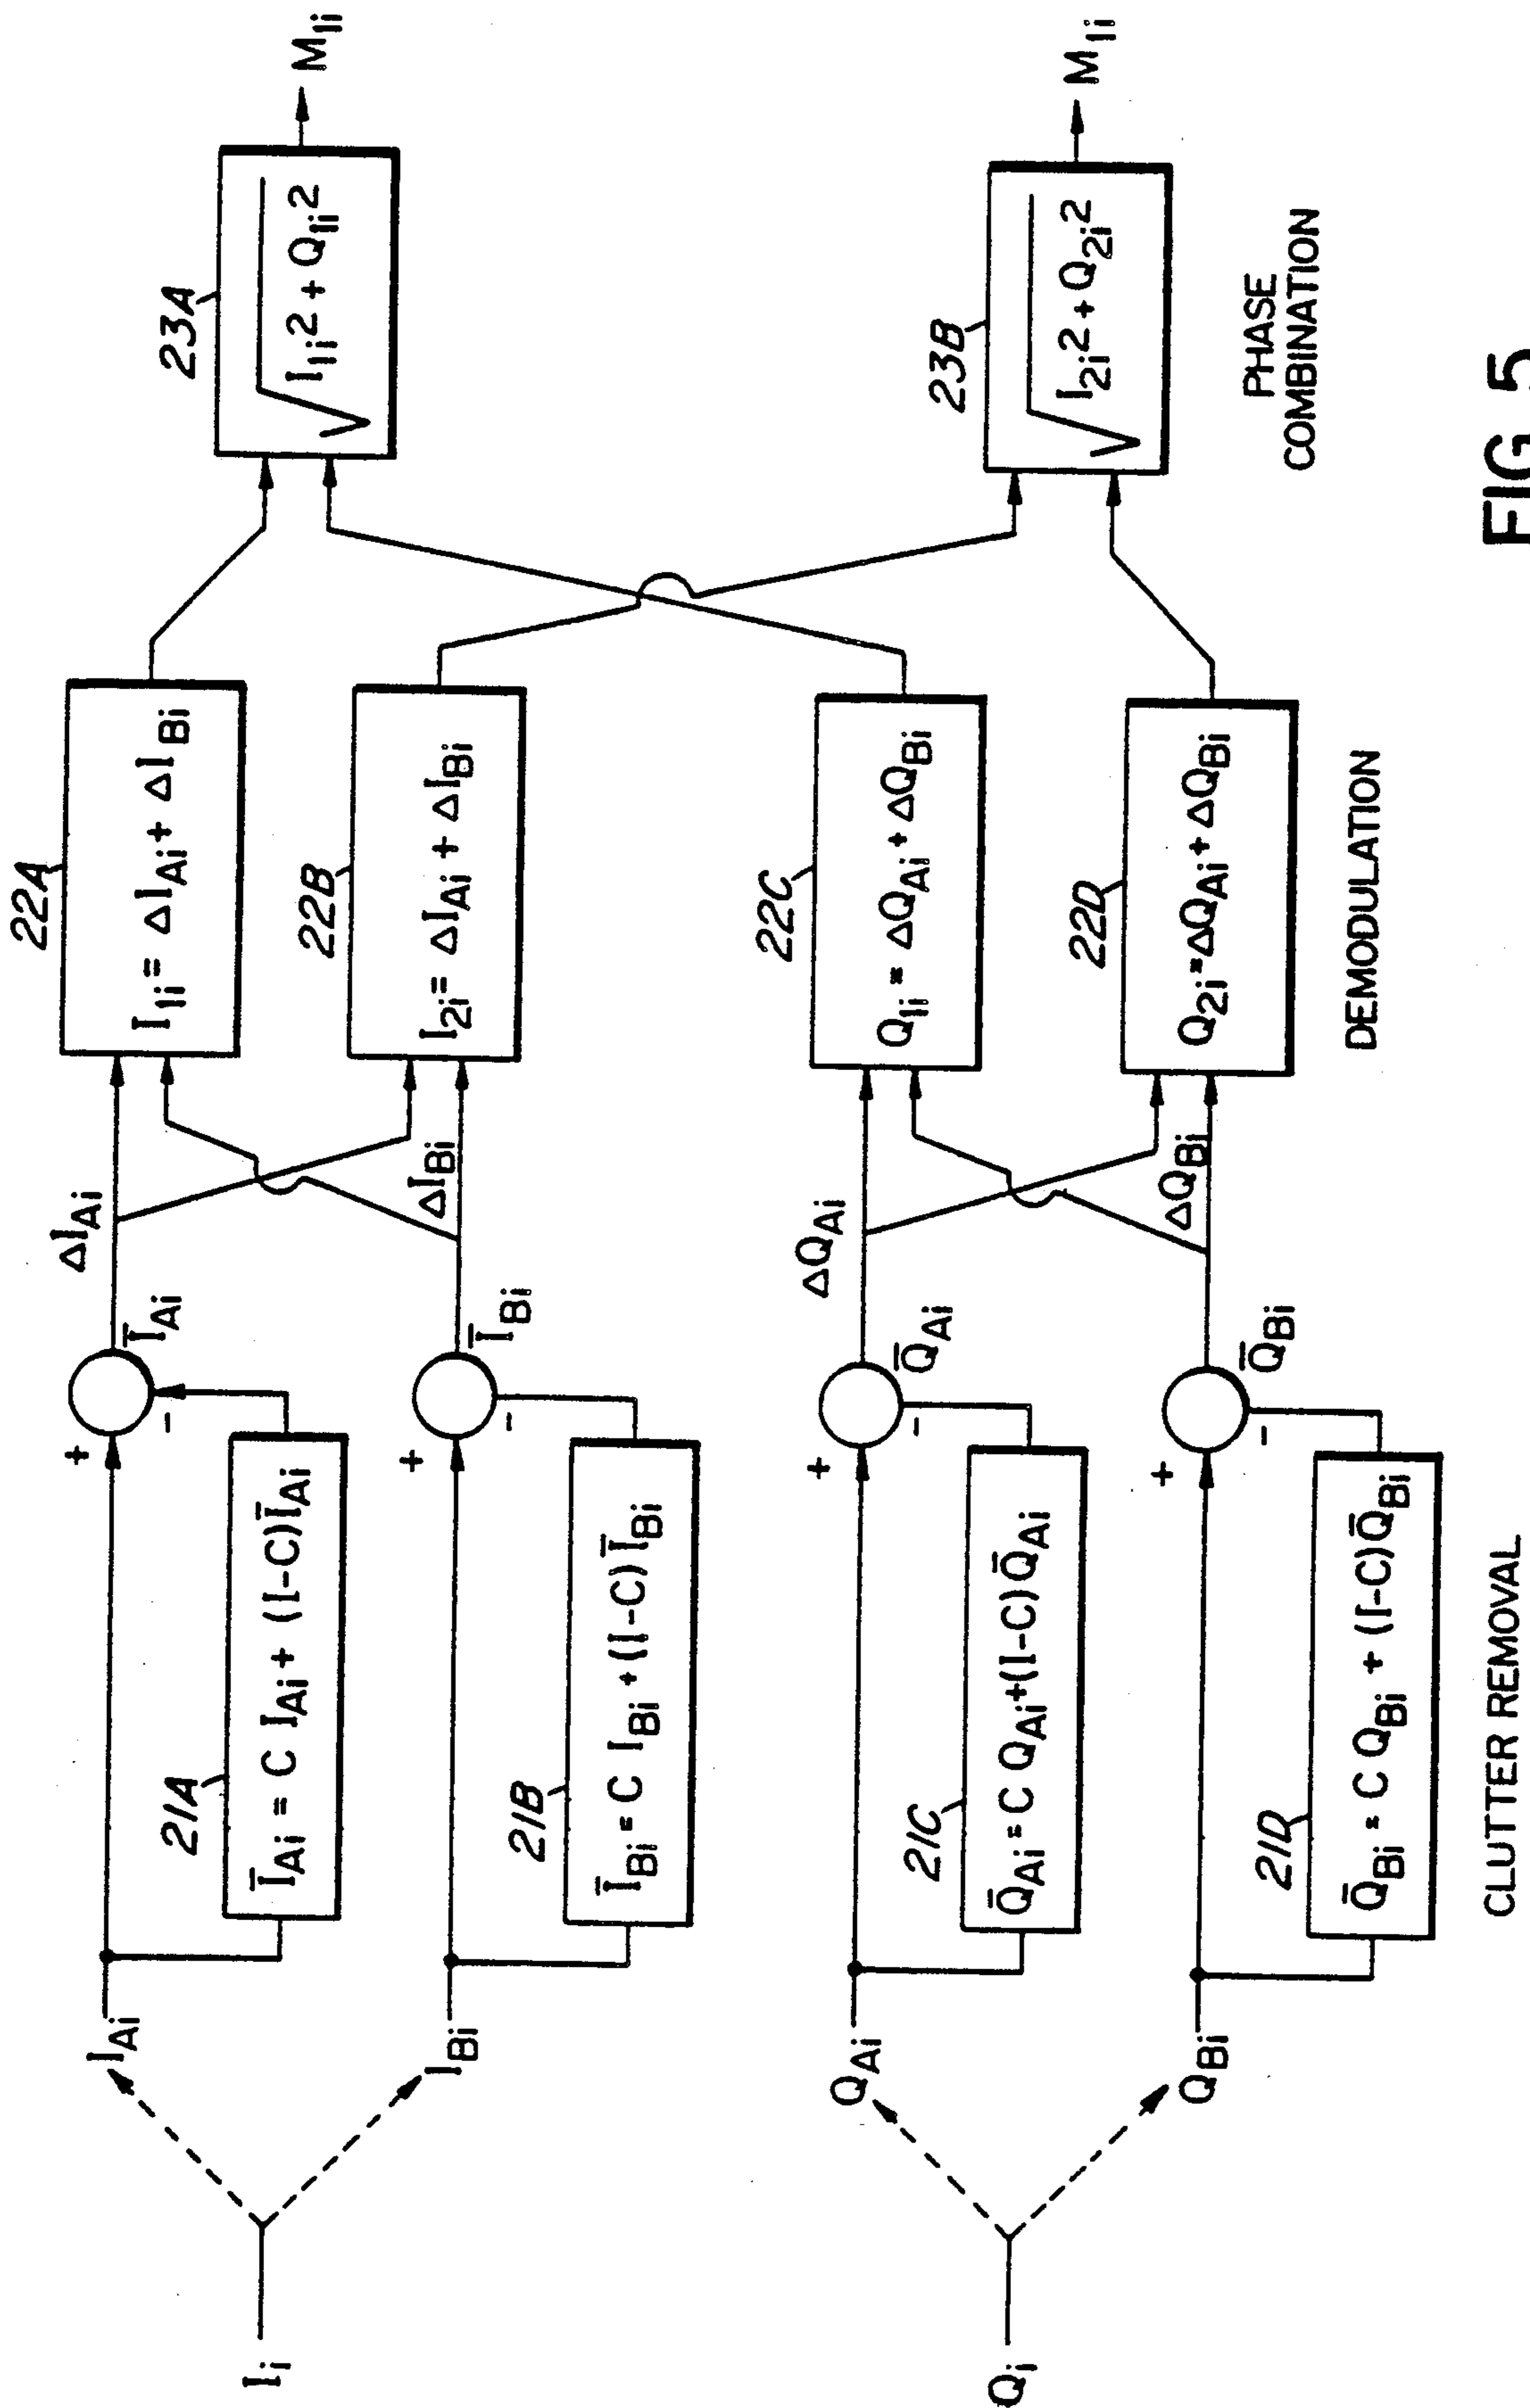 I_i
I_Ai
I_Bi
21A
Ī_Ai = C I_Ai + (1-C)Ī_Ai
+
-
Ī_Ai
ΔI_Ai
21B
Ī_Bi = C I_Bi + (1-C)Ī_Bi
+
-
Ī_Bi
ΔI_Bi
22A
I_1i = ΔI_Ai + ΔI_Bi
22B
I_2i = ΔI_Ai + ΔI_Bi
23A
√I_1i² + Q_1i²
M_1i
Q_i
Q_Ai
Q_Bi
21C
Q̄_Ai = C Q_Ai + (1-C)Q̄_Ai
+
-
Q̄_Ai
ΔQ_Ai
21D
Q̄_Bi = C Q_Bi + (1-C)Q̄_Bi
+
-
Q̄_Bi
ΔQ_Bi
22C
Q_1i = ΔQ_Ai + ΔQ_Bi
22D
Q_2i = ΔQ_Ai + ΔQ_Bi
23B
√I_2i² + Q_2i²
M_1i
CLUTTER REMOVAL
DEMODULATION
PHASE
COMBINATION
FIG. 5